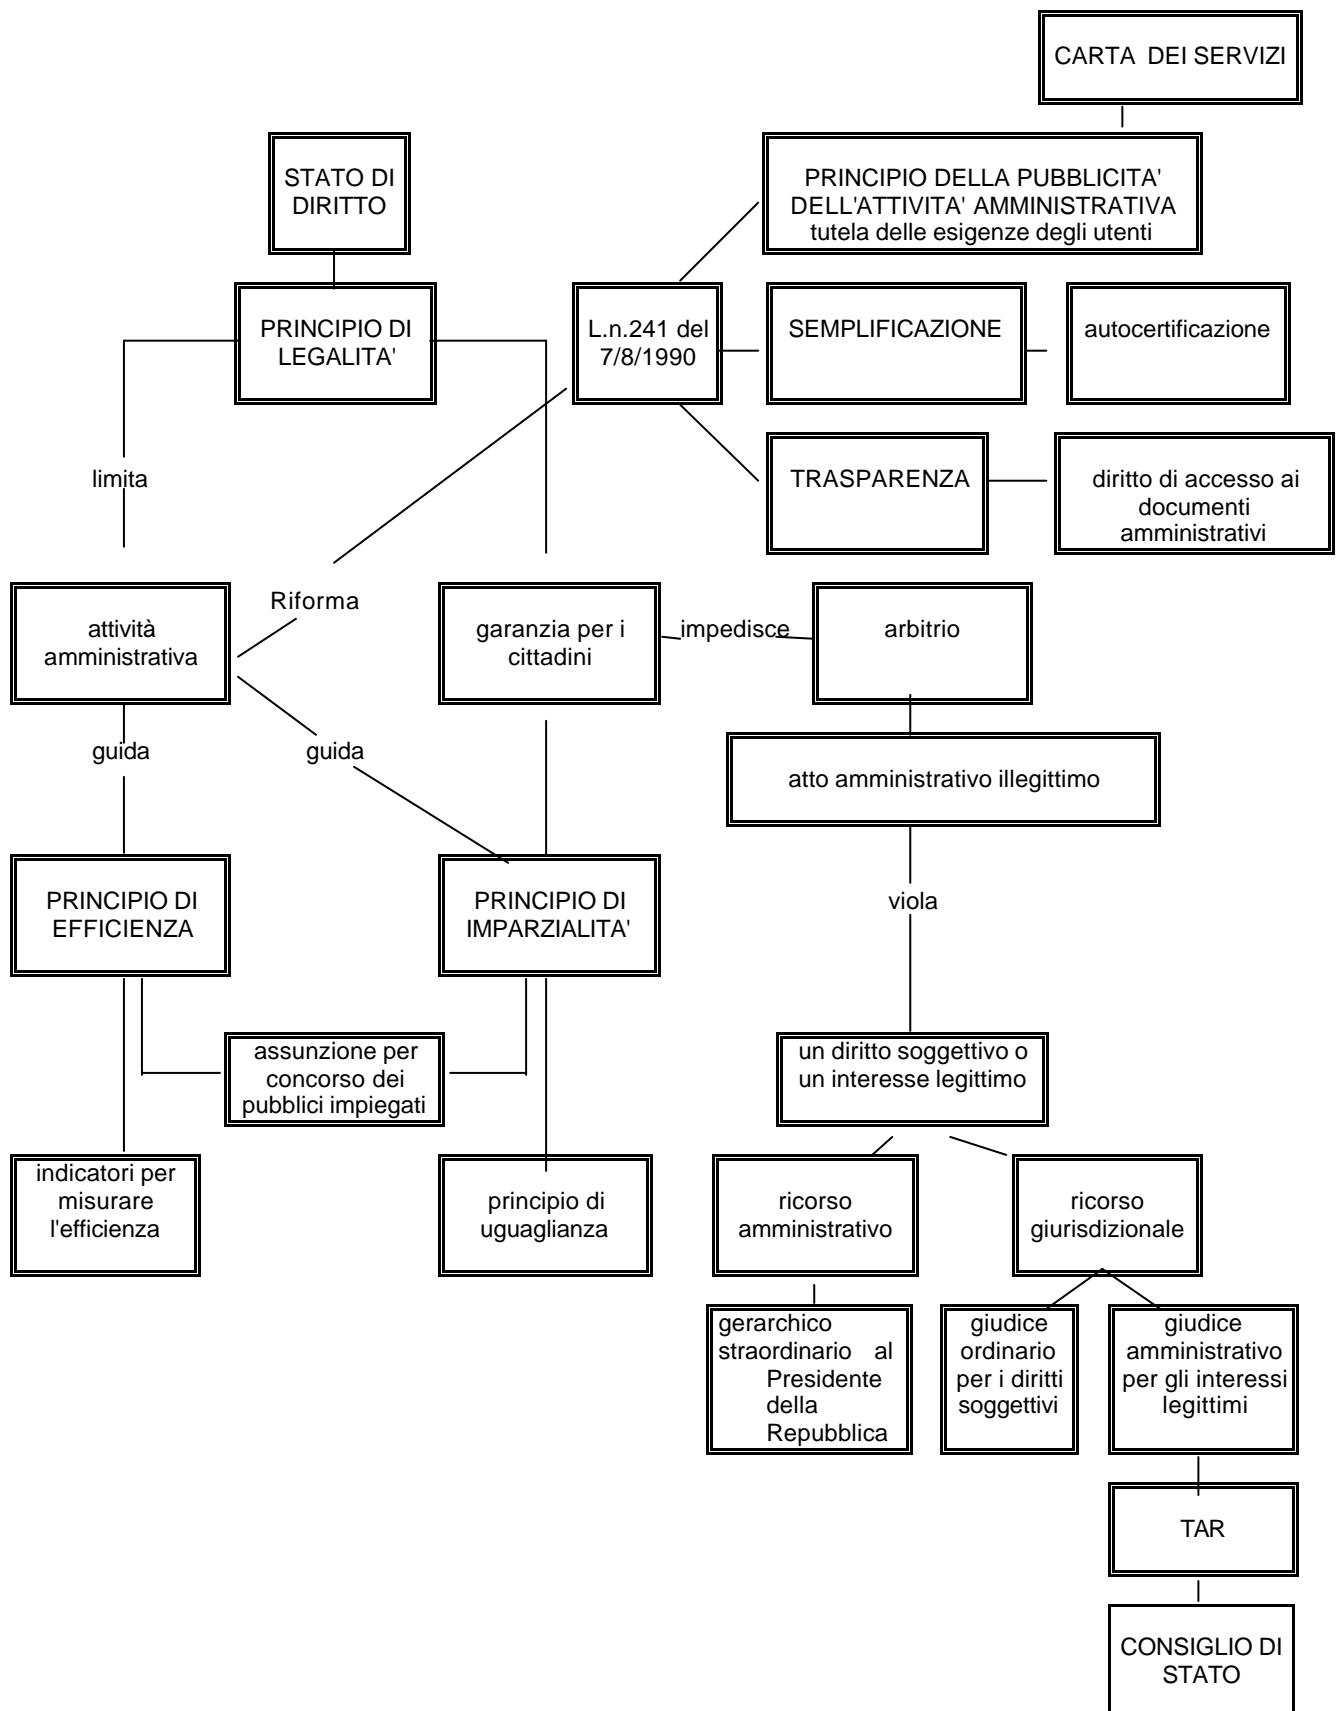 CARTA DEI SERVIZI
STATO DI
DIRITTO
PRINCIPIO DELLA PUBBLICITA'
DELL'ATTIVITA' AMMINISTRATIVA
tutela delle esigenze degli utenti
PRINCIPIO DI
LEGALITA'
L.n.241 del
7/8/1990
SEMPLIFICAZIONE
autocertificazione
limita
TRASPARENZA
diritto di accesso ai
documenti
amministrativi
attività
amministrativa
Riforma
garanzia per i
cittadini
impedisce
arbitrio
guida
guida
atto amministrativo illegittimo
PRINCIPIO DI
EFFICIENZA
PRINCIPIO DI
IMPARZIALITA'
viola
assunzione per
concorso dei
pubblici impiegati
un diritto soggettivo o
un interesse legittimo
indicatori per
misurare
l'efficienza
principio di
uguaglianza
ricorso
amministrativo
ricorso
giurisdizionale
gerarchico
straordinario al
Presidente
della
Repubblica
giudice
ordinario
per i diritti
soggettivi
giudice
amministrativo
per gli interessi
legittimi
TAR
CONSIGLIO DI
STATO